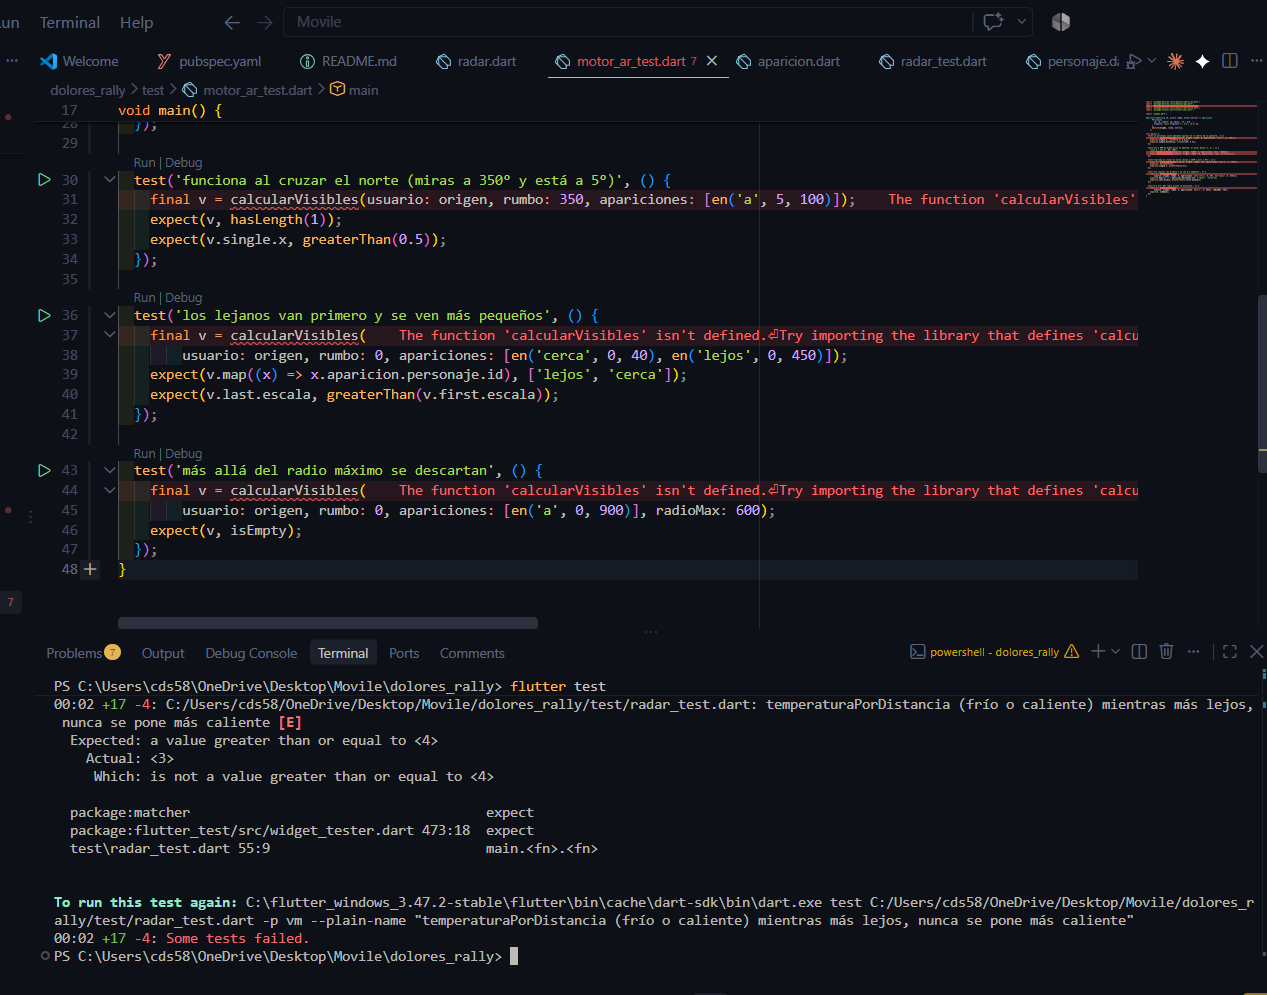 un Terminal Help Movile
Welcome pubspec.yaml README.md radar.dart motor_ar_test.dart 7 aparicion.dart radar_test.dart personaje.da
dolores_rally > test > motor_ar_test.dart > main
17 void main() {
28 });
29
Run | Debug
30 test('funciona al cruzar el norte (miras a 350º y está a 5º)', () {
31 final v = calcularVisibles(usuario: origen, rumbo: 350, apariciones: [en('a', 5, 100)]); The function 'calcularVisibles'
32 expect(v, hasLength(1));
33 expect(v.single.x, greaterThan(0.5));
34 });
35
Run | Debug
36 test('los lejanos van primero y se ven más pequeños', () {
37 final v = calcularVisibles( The function 'calcularVisibles' isn't defined.⏎Try importing the library that defines 'calcu
38 usuario: origen, rumbo: 0, apariciones: [en('cerca', 0, 40), en('lejos', 0, 450)]);
39 expect(v.map((x) => x.aparicion.personaje.id), ['lejos', 'cerca']);
40 expect(v.last.escala, greaterThan(v.first.escala));
41 });
42
Run | Debug
43 test('más allá del radio máximo se descartan', () {
44 final v = calcularVisibles( The function 'calcularVisibles' isn't defined.⏎Try importing the library that defines 'calcu
45 usuario: origen, rumbo: 0, apariciones: [en('a', 0, 900)], radioMax: 600);
46 expect(v, isEmpty);
47 });
48 }
7
Problems 7 Output Debug Console Terminal Ports Comments powershell - dolores_rally
PS C:\Users\cds58\OneDrive\Desktop\Movile\dolores_rally> flutter test
00:02 +17 -4: C:/Users/cds58/OneDrive/Desktop/Movile/dolores_rally/test/radar_test.dart: temperaturaPorDistancia (frío o caliente) mientras más lejos,
nunca se pone más caliente [E]
Expected: a value greater than or equal to <4>
Actual: <3>
Which: is not a value greater than or equal to <4>
package:matcher expect
package:flutter_test/src/widget_tester.dart 473:18 expect
test\radar_test.dart 55:9 main.<fn>.<fn>
To run this test again: C:\flutter_windows_3.47.2-stable\flutter\bin\cache\dart-sdk\bin\dart.exe test C:/Users/cds58/OneDrive/Desktop/Movile/dolores_r
ally/test/radar_test.dart -p vm --plain-name "temperaturaPorDistancia (frío o caliente) mientras más lejos, nunca se pone más caliente"
00:02 +17 -4: Some tests failed.
PS C:\Users\cds58\OneDrive\Desktop\Movile\dolores_rally>